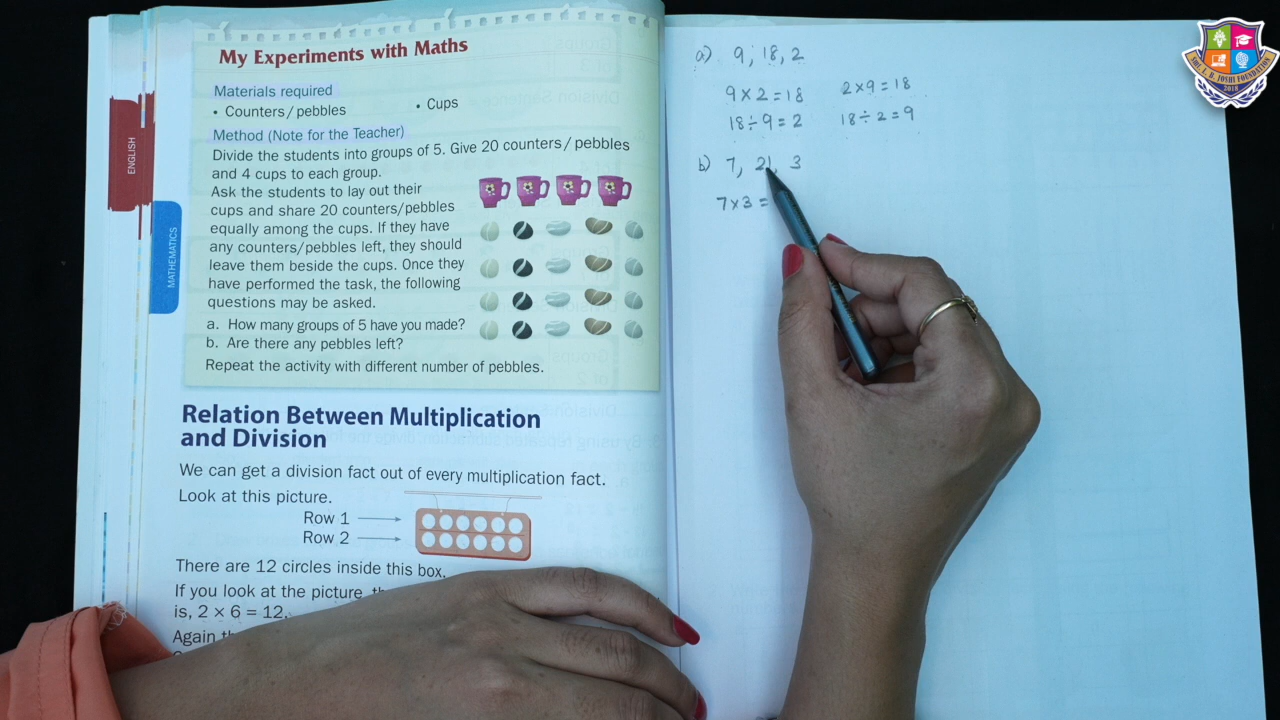 My Experiments with Maths
Materials required
• Counters / pebbles
• Cups
Method (Note for the Teacher)
Divide the students into groups of 5. Give 20 counters / pebbles
and 4 cups to each group.
Ask the students to lay out their
cups and share 20 counters/pebbles
equally among the cups. If they have
any counters/pebbles left, they should
leave them beside the cups. Once they
have performed the task, the following
questions may be asked.
a. How many groups of 5 have you made?
b. Are there any pebbles left?
Repeat the activity with different number of pebbles.
Relation Between Multiplication
and Division
We can get a division fact out of every multiplication fact.
Look at this picture.
Row 1
Row 2
There are 12 circles inside this box.
If you look at the picture,
is, 2 × 6 = 12.
Again
ENGLISH
MATHEMATICS
a) 9, 18, 2
9 × 2 = 18 2 × 9 = 18
18 ÷ 9 = 2 18 ÷ 2 = 9
b) 7, 21, 3
7 × 3 =
2018